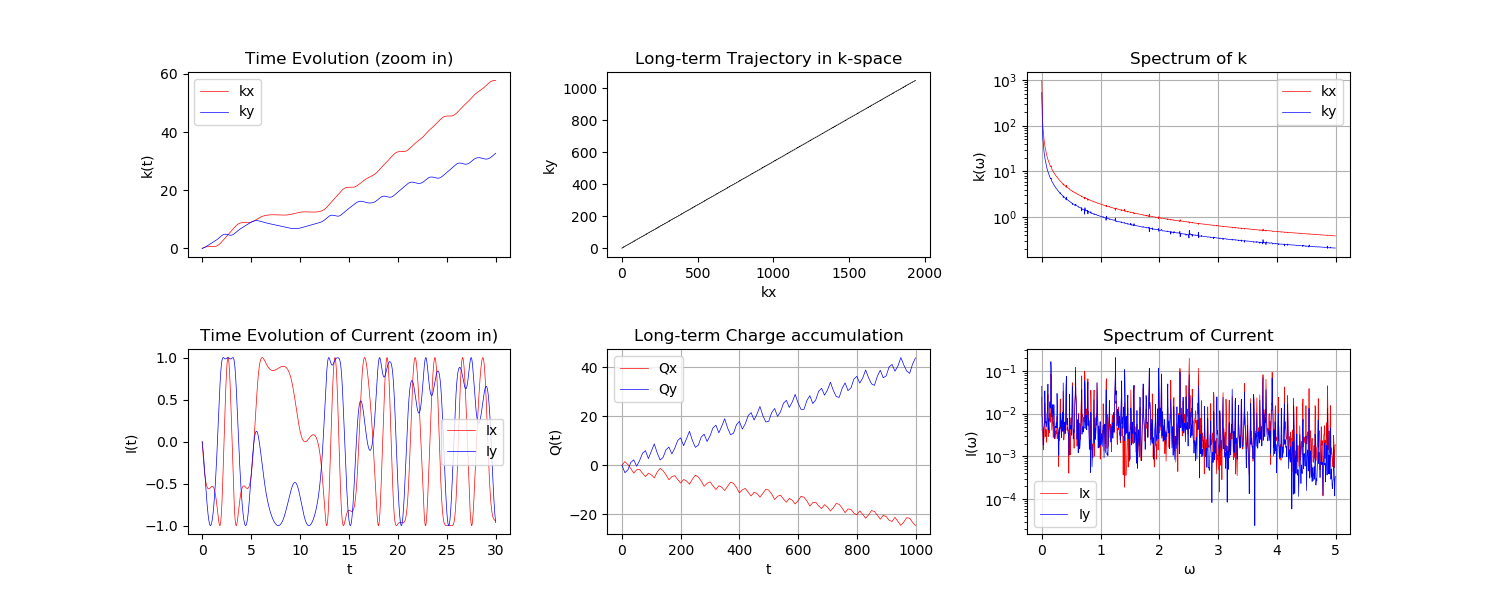 Time Evolution (zoom in)
kx
ky
k(t)
60
40
20
0
Long-term Trajectory in k-space
ky
1000
800
600
400
200
0
0 500 1000 1500 2000
kx
Spectrum of k
kx
ky
k(ω)
10³
10²
10¹
10⁰
Time Evolution of Current (zoom in)
Ix
Iy
I(t)
1.0
0.5
0.0
−0.5
−1.0
0 5 10 15 20 25 30
t
Long-term Charge accumulation
Qx
Qy
Q(t)
40
20
0
−20
0 200 400 600 800 1000
t
Spectrum of Current
I(ω)
10⁻¹
10⁻²
10⁻³
10⁻⁴
Ix
Iy
0 1 2 3 4 5
ω